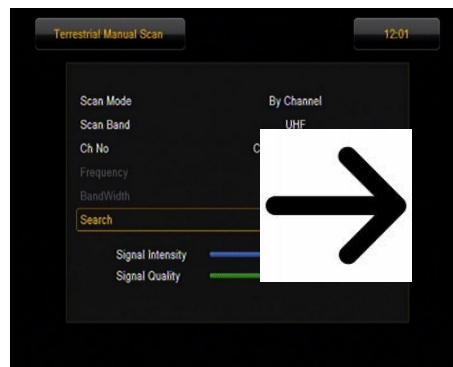 Terrestrial Manual Scan 12:01
Scan Mode By Channel
Scan Band UHF
Ch No
Frequency
BandWidth
Search
Signal Intensity
Signal Quality